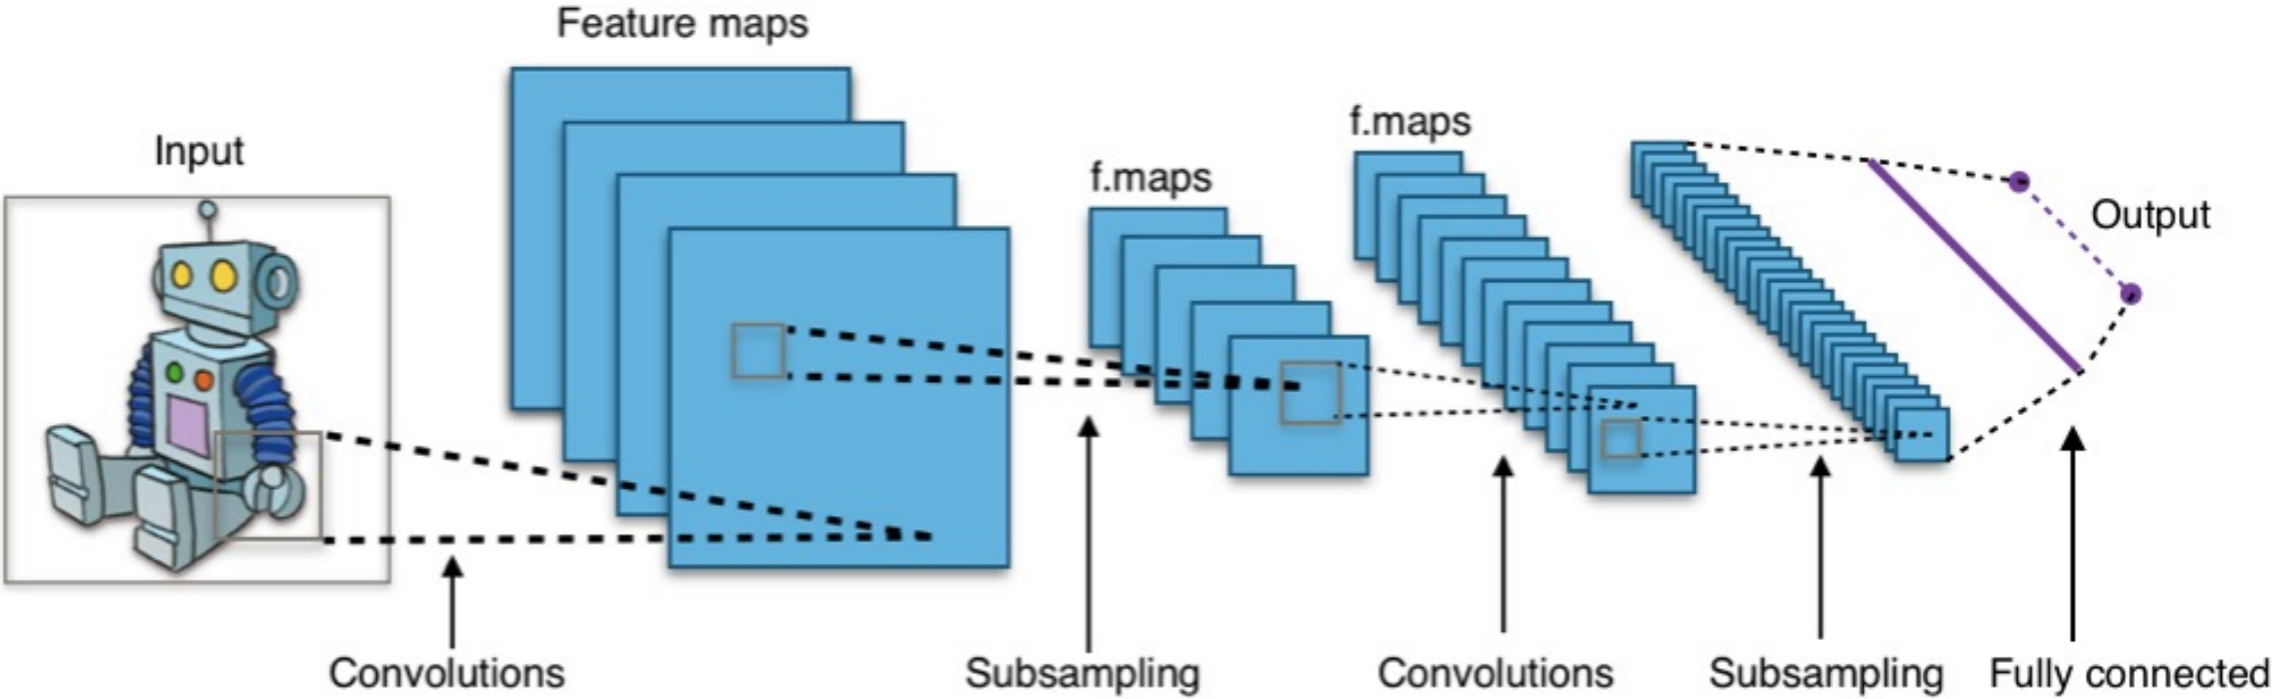 Feature maps
f.maps
Input
f.maps
Output
Convolutions
Subsampling
Convolutions
Subsampling
Fully connected